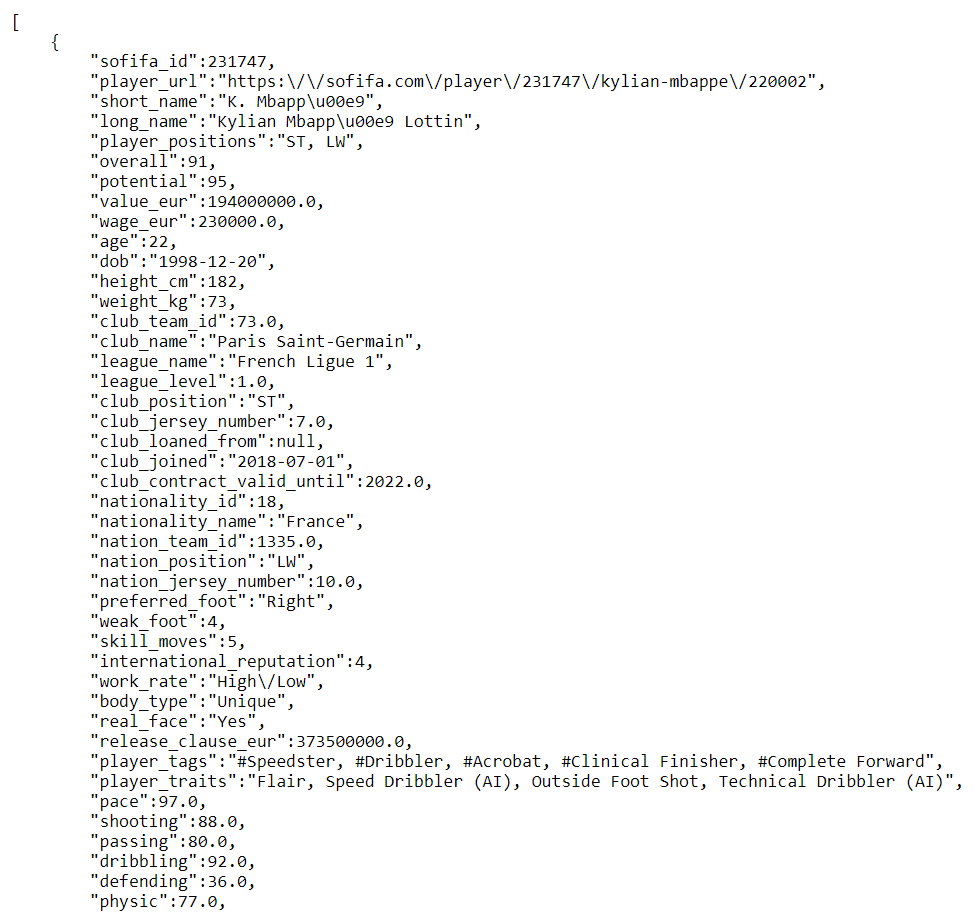 [
{
"sofifa_id":231747,
"player_url":"https:\/\/sofifa.com\/player\/231747\/kylian-mbappe\/220002",
"short_name":"K. Mbapp\u00e9",
"long_name":"Kylian Mbapp\u00e9 Lottin",
"player_positions":"ST, LW",
"overall":91,
"potential":95,
"value_eur":194000000.0,
"wage_eur":230000.0,
"age":22,
"dob":"1998-12-20",
"height_cm":182,
"weight_kg":73,
"club_team_id":73.0,
"club_name":"Paris Saint-Germain",
"league_name":"French Ligue 1",
"league_level":1.0,
"club_position":"ST",
"club_jersey_number":7.0,
"club_loaned_from":null,
"club_joined":"2018-07-01",
"club_contract_valid_until":2022.0,
"nationality_id":18,
"nationality_name":"France",
"nation_team_id":1335.0,
"nation_position":"LW",
"nation_jersey_number":10.0,
"preferred_foot":"Right",
"weak_foot":4,
"skill_moves":5,
"international_reputation":4,
"work_rate":"High\/Low",
"body_type":"Unique",
"real_face":"Yes",
"release_clause_eur":373500000.0,
"player_tags":"#Speedster, #Dribbler, #Acrobat, #Clinical Finisher, #Complete Forward",
"player_traits":"Flair, Speed Dribbler (AI), Outside Foot Shot, Technical Dribbler (AI)",
"pace":97.0,
"shooting":88.0,
"passing":80.0,
"dribbling":92.0,
"defending":36.0,
"physic":77.0,